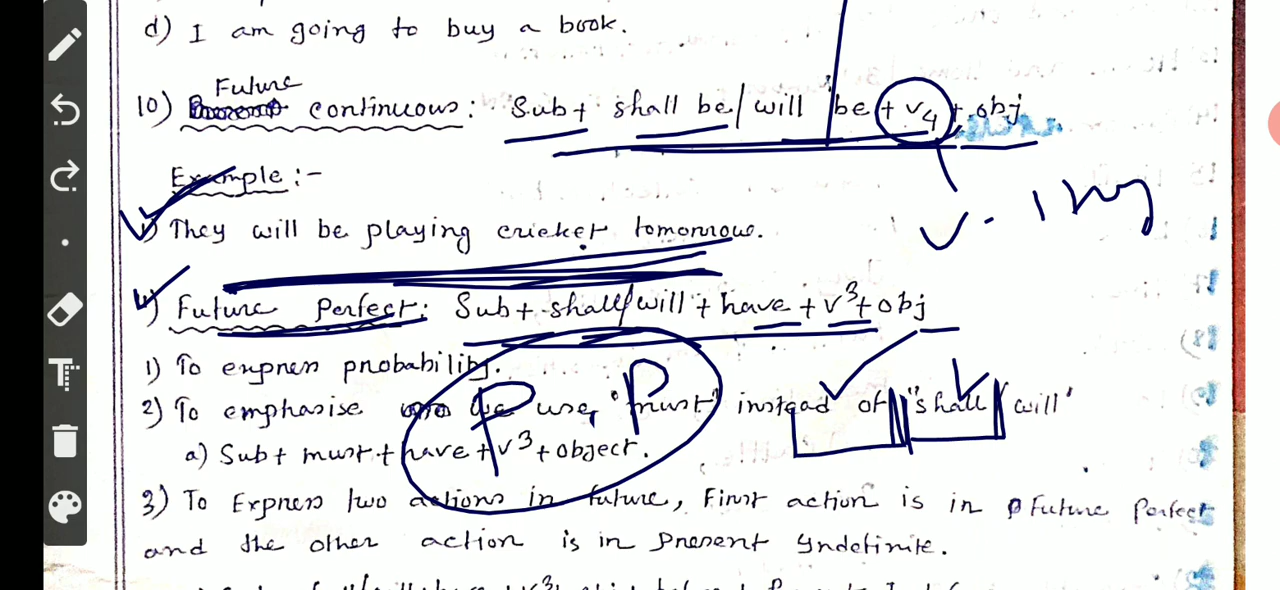 d) I am going to buy a book.
10) Future continuous: Sub+ shall be/will be + v4 + obj
Example:-
They will be playing cricket tomorrow.
V-ing
Future Perfect: Sub+ shall/will + have + v3 + obj
1) To express probability.
2) To emphasise we use, "must" instead of "shall/will"
P P
a) Sub+ must + have + v3 + object.
3) To Express two actions in future, First action is in Future Perfect
and the other action is in Present Indefinite.